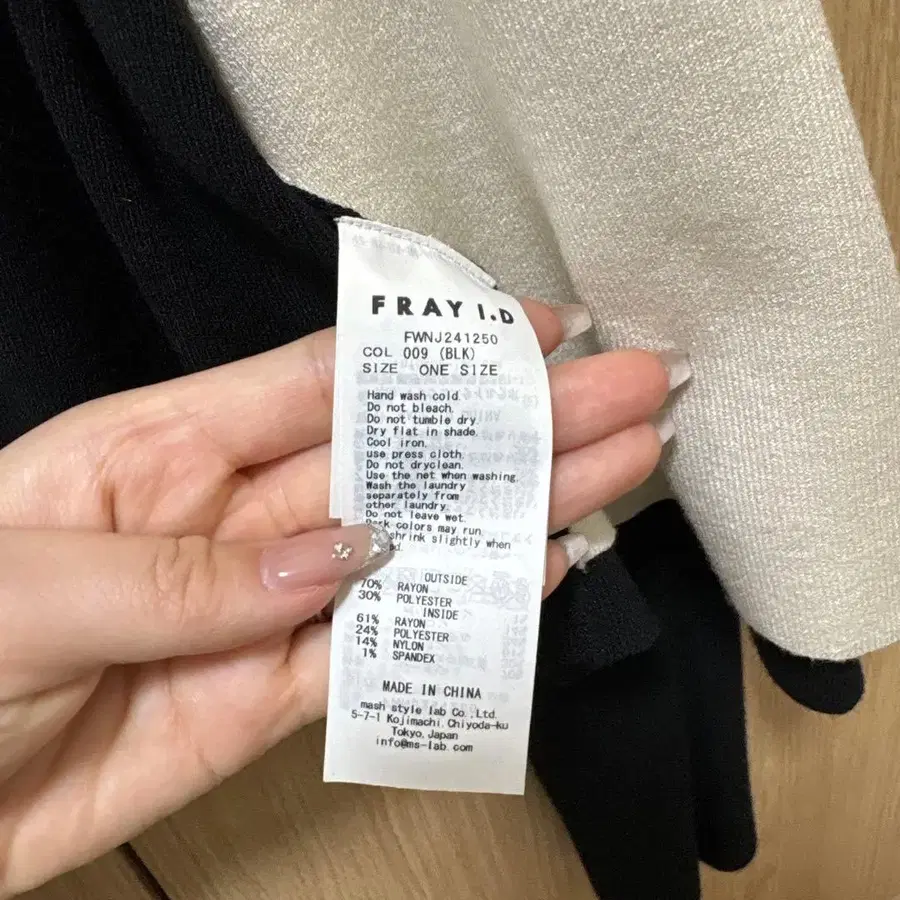 FRAY I.D
FWNJ241250
COL 009 (BLK)
SIZE ONE SIZE
Hand wash cold.
Do not bleach.
Do not tumble dry.
Dry flat in shade.
Cool iron.
use press cloth.
Do not dryclean.
Use the net when washing.
Wash the laundry
separately from
other laundry.
Do not leave wet.
Dark colors may run.
shrink slightly when
OUTSIDE
70% RAYON
30% POLYESTER
INSIDE
61% RAYON
24% POLYESTER
14% NYLON
1% SPANDEX
MADE IN CHINA
mash style lab Co.,Ltd.
5-7-1 Kojimachi,Chiyoda-ku
Tokyo,Japan
info@ms-lab.com